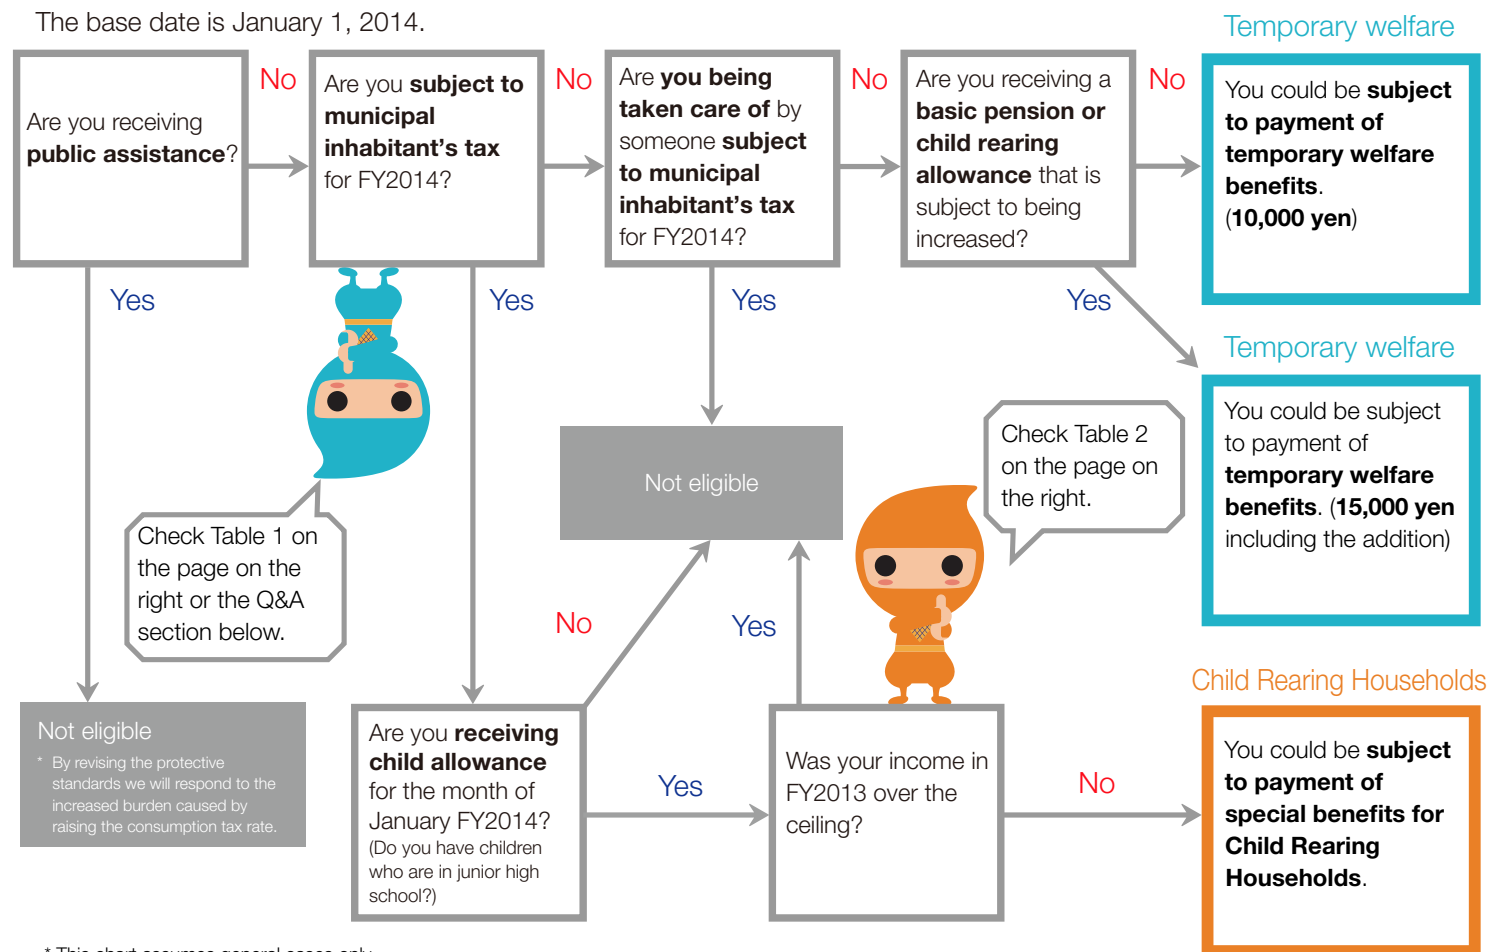 The base date is January 1, 2014.
Are you receiving
public assistance?
No
Are you subject to
municipal
inhabitant's tax
for FY2014?
No
Are you being
taken care of by
someone subject
to municipal
inhabitant's tax
for FY2014?
No
Are you receiving a
basic pension or
child rearing
allowance that is
subject to being
increased?
No
Temporary welfare
You could be subject
to payment of
temporary welfare
benefits.
(10,000 yen)
Yes
Yes
Yes
Yes
Temporary welfare
You could be subject
to payment of
temporary welfare
benefits. (15,000 yen
including the addition)
Check Table 1 on
the page on the
right or the Q&A
section below.
Not eligible
Check Table 2
on the page on
the right.
No
Yes
Not eligible
* By revising the protective
standards we will respond to the
increased burden caused by
raising the consumption tax rate.
Are you receiving
child allowance
for the month of
January FY2014?
(Do you have children
who are in junior high
school?)
Yes
Was your income in
FY2013 over the
ceiling?
No
Child Rearing Households
You could be subject
to payment of
special benefits for
Child Rearing
Households.
* This chart assumes general cases only.